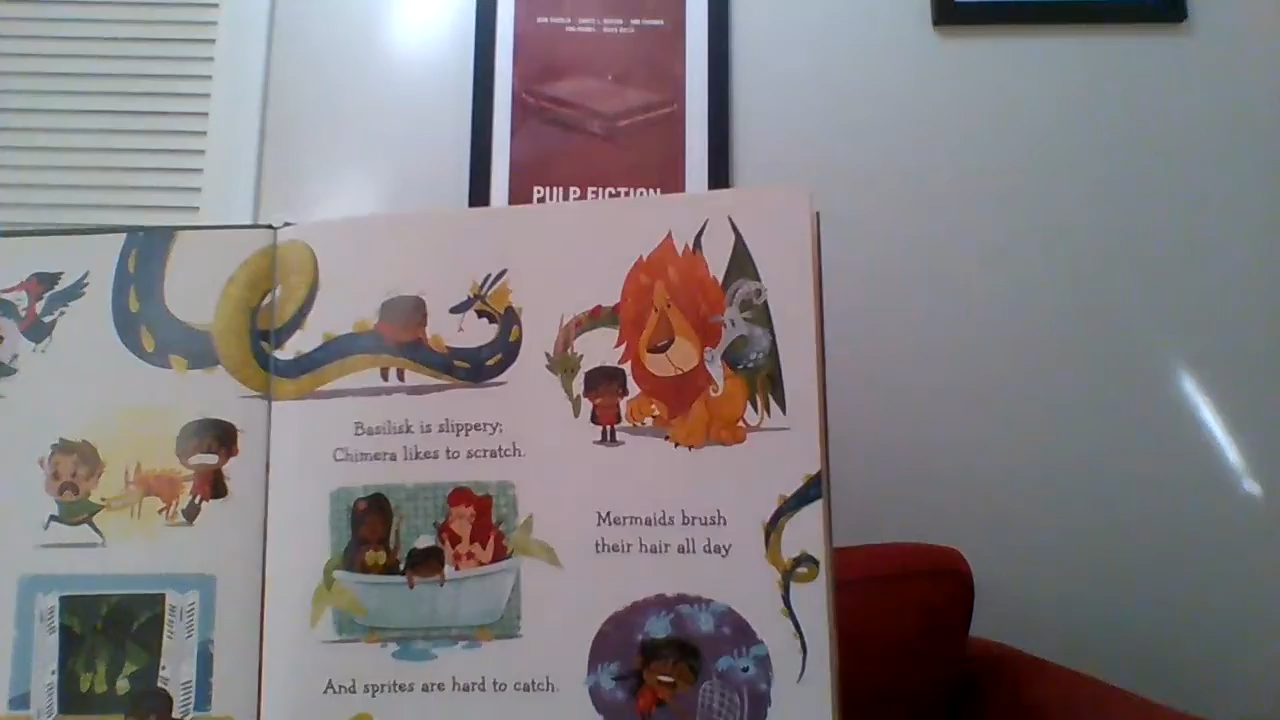 PULP FICTION
Basilisk is slippery;
Chimera likes to scratch.
Mermaids brush
their hair all day
And sprites are hard to catch.